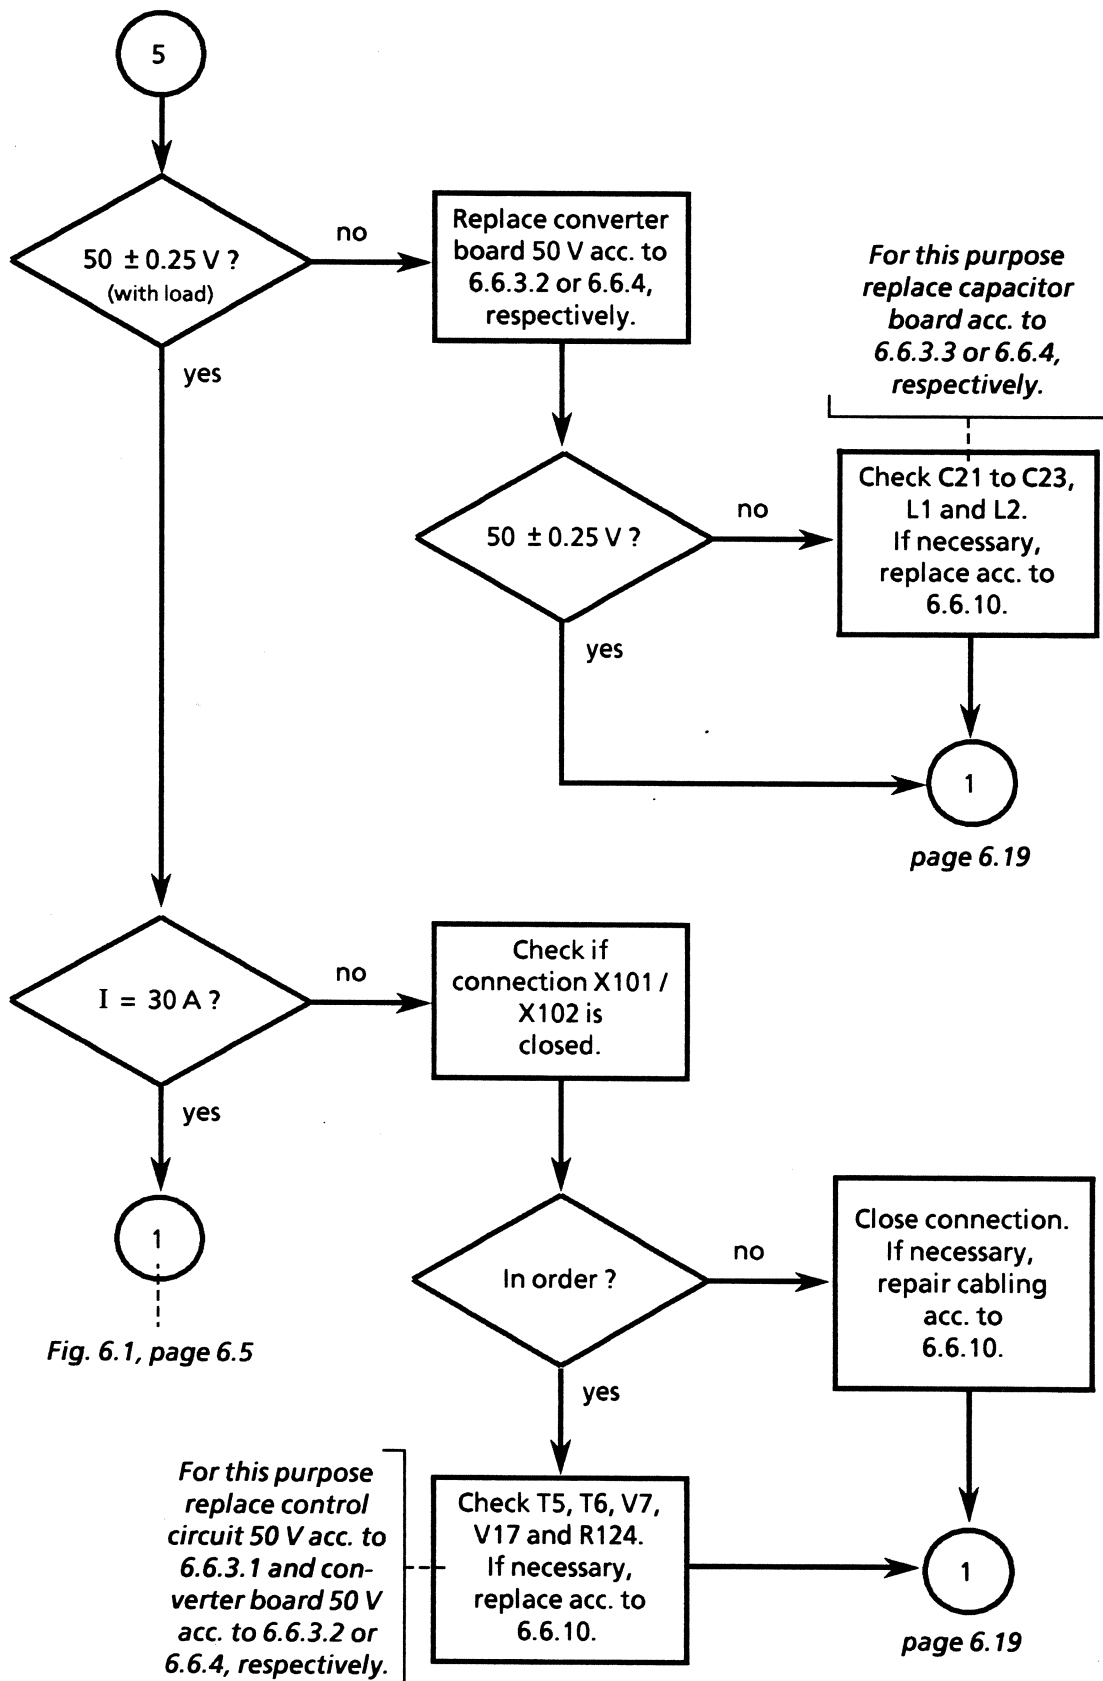 5
50 ± 0.25 V ?
(with load)
no
yes
Replace converter
board 50 V acc. to
6.6.3.2 or 6.6.4,
respectively.
For this purpose
replace capacitor
board acc. to
6.6.3.3 or 6.6.4,
respectively.
50 ± 0.25 V ?
no
yes
Check C21 to C23,
L1 and L2.
If necessary,
replace acc. to
6.6.10.
1
page 6.19
I = 30 A ?
no
yes
Check if
connection X101 /
X102 is
closed.
1
Fig. 6.1, page 6.5
In order ?
no
yes
Close connection.
If necessary,
repair cabling
acc. to
6.6.10.
For this purpose
replace control
circuit 50 V acc. to
6.6.3.1 and con-
verter board 50 V
acc. to 6.6.3.2 or
6.6.4, respectively.
Check T5, T6, V7,
V17 and R124.
If necessary,
replace acc. to
6.6.10.
1
page 6.19